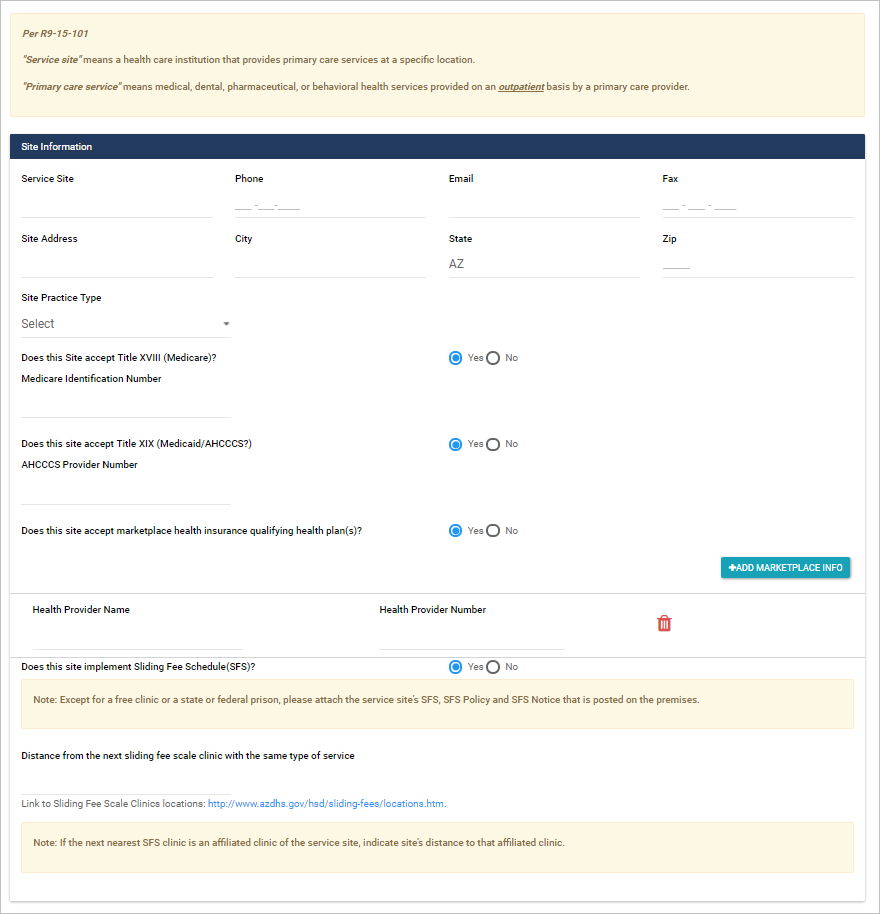 Per R9-15-101
"Service site" means a health care institution that provides primary care services at a specific location.
"Primary care service" means medical, dental, pharmaceutical, or behavioral health services provided on an outpatient basis by a primary care provider.
Site Information
Service Site Phone Email Fax
___ -___-____ ___ - ___ - ____
Site Address City State Zip
AZ _____
Site Practice Type
Select
Does this Site accept Title XVIII (Medicare)? Yes No
Medicare Identification Number
Does this site accept Title XIX (Medicaid/AHCCCS?) Yes No
AHCCCS Provider Number
Does this site accept marketplace health insurance qualifying health plan(s)? Yes No
+ADD MARKETPLACE INFO
Health Provider Name Health Provider Number
Does this site implement Sliding Fee Schedule(SFS)? Yes No
Note: Except for a free clinic or a state or federal prison, please attach the service site's SFS, SFS Policy and SFS Notice that is posted on the premises.
Distance from the next sliding fee scale clinic with the same type of service
Link to Sliding Fee Scale Clinics locations: http://www.azdhs.gov/hsd/sliding-fees/locations.htm.
Note: If the next nearest SFS clinic is an affiliated clinic of the service site, indicate site's distance to that affiliated clinic.